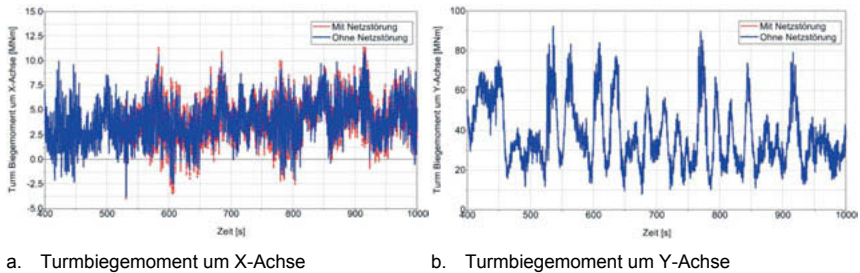 15.0
12.5
10.0
7.5
5.0
2.5
0.0
2.5
5.0
Turm Biegemoment um X-Achse [MNm]
Mit Netzstörung
Ohne Netzstörung
400 500 600 700 800 900 1000
Zeit [s]
100
80
60
40
20
0
Turm Biegemoment um Y-Achse [MNm]
Mit Netzstörung
Ohne Netzstörung
400 500 600 700 800 900 1000
Zeit [s]
a. Turmbiegemoment um X-Achse
b. Turmbiegemoment um Y-Achse